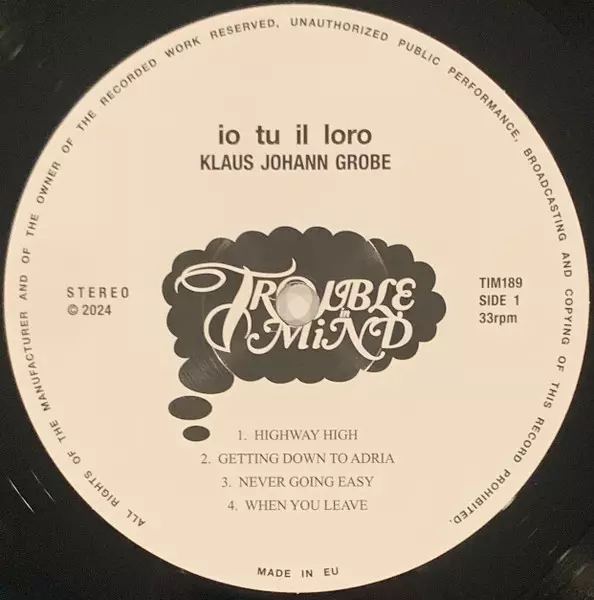 ALL RIGHTS OF THE MANUFACTURER AND OF THE OWNER OF THE RECORDED WORK RESERVED, UNAUTHORIZED PUBLIC PERFORMANCE, BROADCASTING AND COPYING OF THIS RECORD PROHIBITED.
io tu il loro
KLAUS JOHANN GROBE
TROUBLE
in
MiND
STEREO
© 2024
TIM189
SIDE 1
33rpm
1. HIGHWAY HIGH
2. GETTING DOWN TO ADRIA
3. NEVER GOING EASY
4. WHEN YOU LEAVE
MADE IN EU